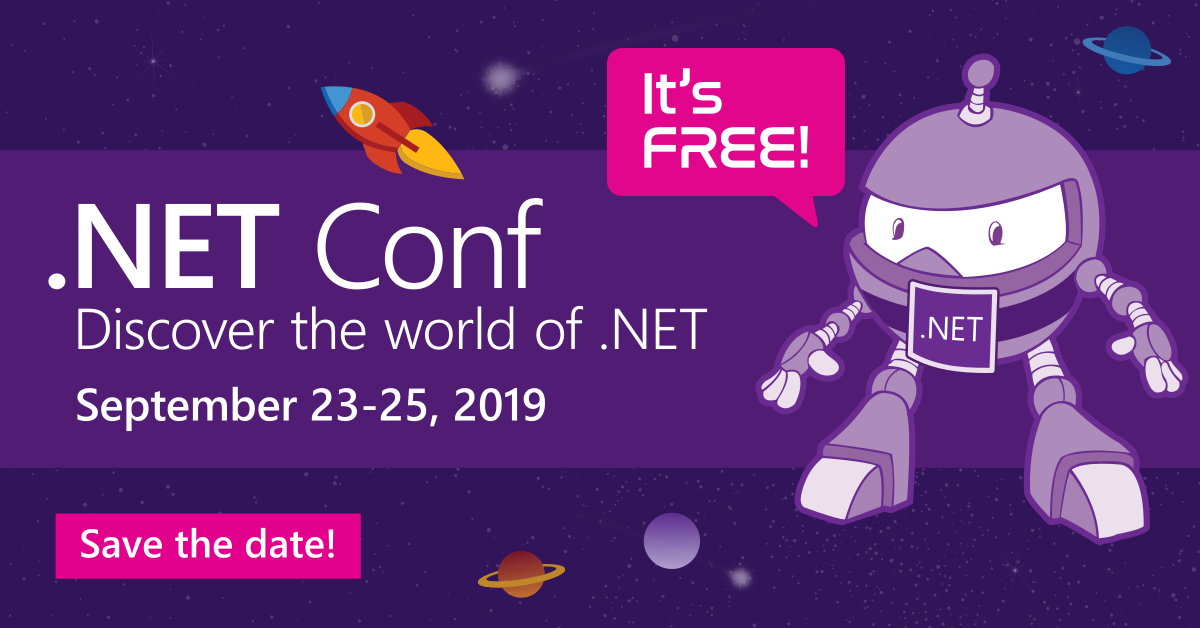 It's
FREE!
.NET Conf
Discover the world of .NET
September 23-25, 2019
.NET
Save the date!